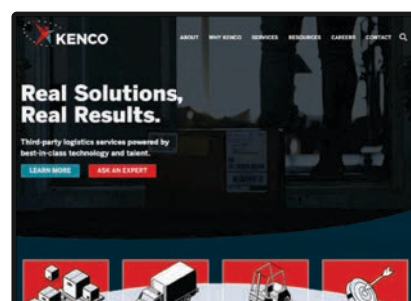 KENCO
ABOUT WHY KENCO SERVICES RESOURCES CAREERS CONTACT
Real Solutions,
Real Results.
Third-party logistics services powered by
best-in-class technology and talent.
LEARN MORE ASK AN EXPERT